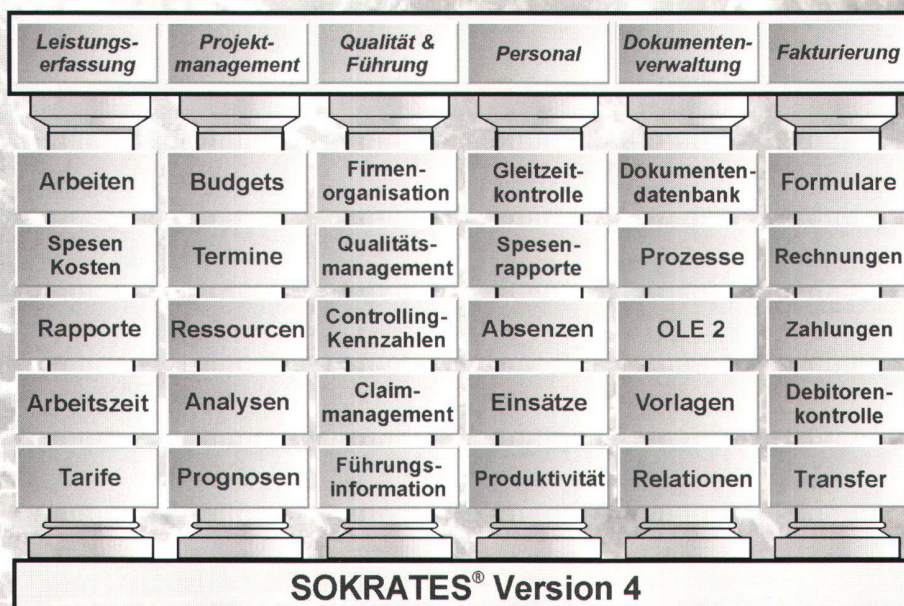 Leistungs-
erfassung
Projekt-
management
Qualität &
Führung
Personal
Dokumenten-
verwaltung
Fakturierung
Arbeiten
Budgets
Firmen-
organisation
Gleitzeit-
kontrolle
Dokumenten-
datenbank
Formulare
Spesen
Kosten
Termine
Qualitäts-
management
Spesen-
rapporte
Prozesse
Rechnungen
Rapporte
Ressourcen
Controlling-
Kennzahlen
Absenzen
OLE 2
Zahlungen
Arbeitszeit
Analysen
Claim-
management
Einsätze
Vorlagen
Debitoren-
kontrolle
Tarife
Prognosen
Führungs-
information
Produktivität
Relationen
Transfer
SOKRATES® Version 4